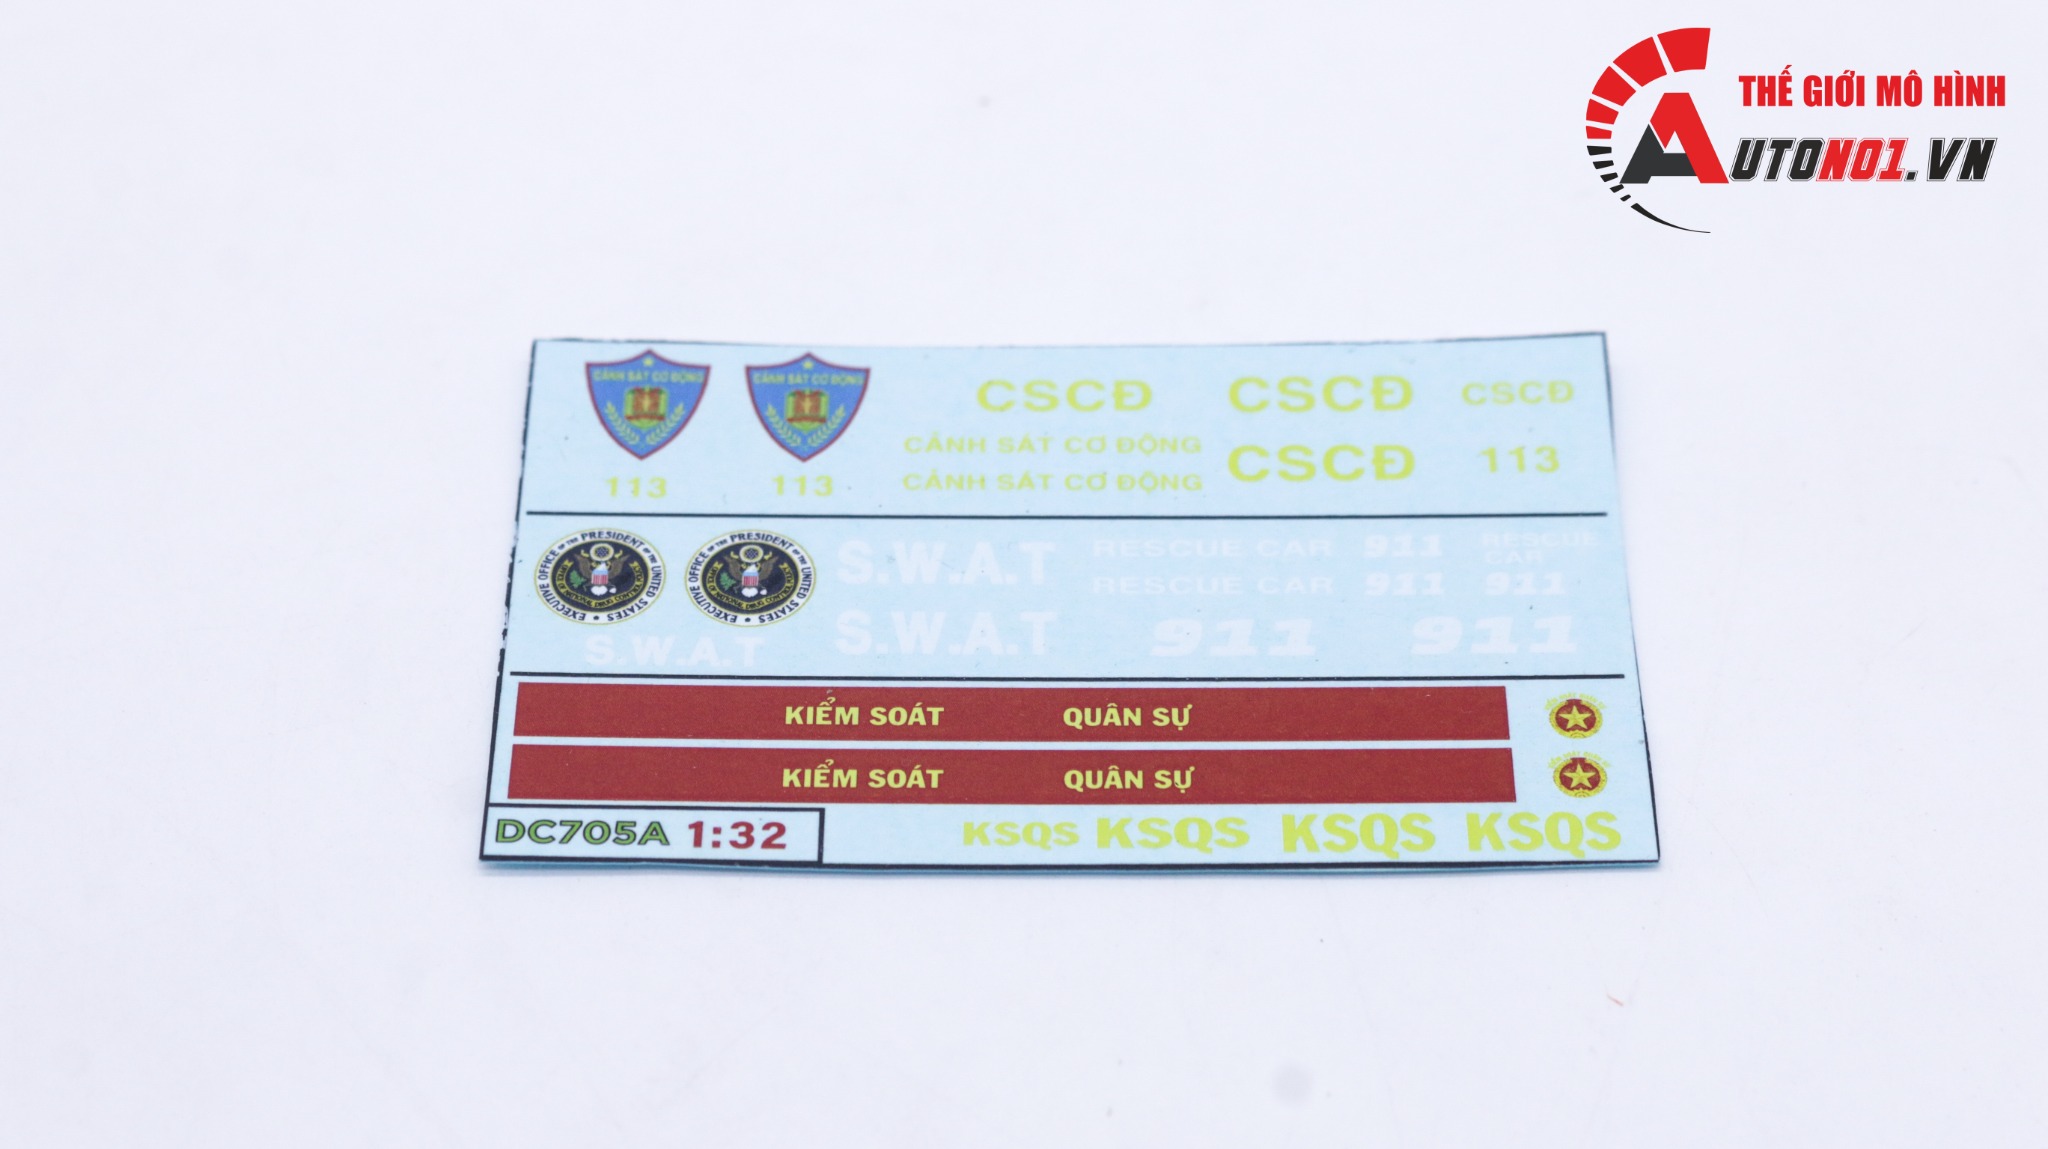 THẾ GIỚI MÔ HÌNH
AUTONO1.VN
CẢNH SÁT CƠ ĐỘNG
CẢNH SÁT CƠ ĐỘNG
CSCĐ
CSCĐ
CSCĐ
CẢNH SÁT CƠ ĐỘNG
CẢNH SÁT CƠ ĐỘNG
CSCĐ
113
113
113
EXECUTIVE OFFICE OF THE PRESIDENT OF THE UNITED STATES
EXECUTIVE OFFICE OF THE PRESIDENT OF THE UNITED STATES
S.W.A.T
RESCUE CAR 911
RESCUE CAR
RESCUE CAR 911
911
S.W.A.T
S.W.A.T
911
911
KIỂM SOÁT QUÂN SỰ
KIỂM SOÁT QUÂN SỰ
DC705A 1:32
KSQS KSQS KSQS KSQS